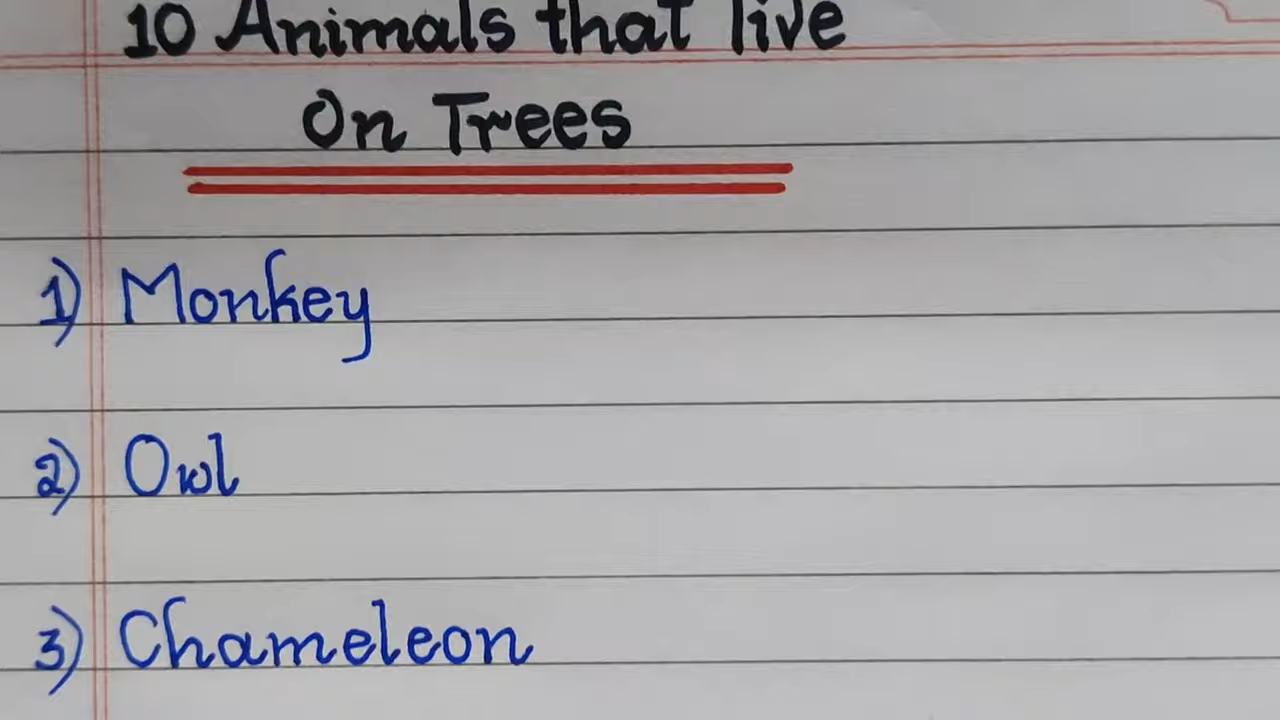 10 Animals that live
On Trees
1) Monkey
2) Owl
3) Chameleon